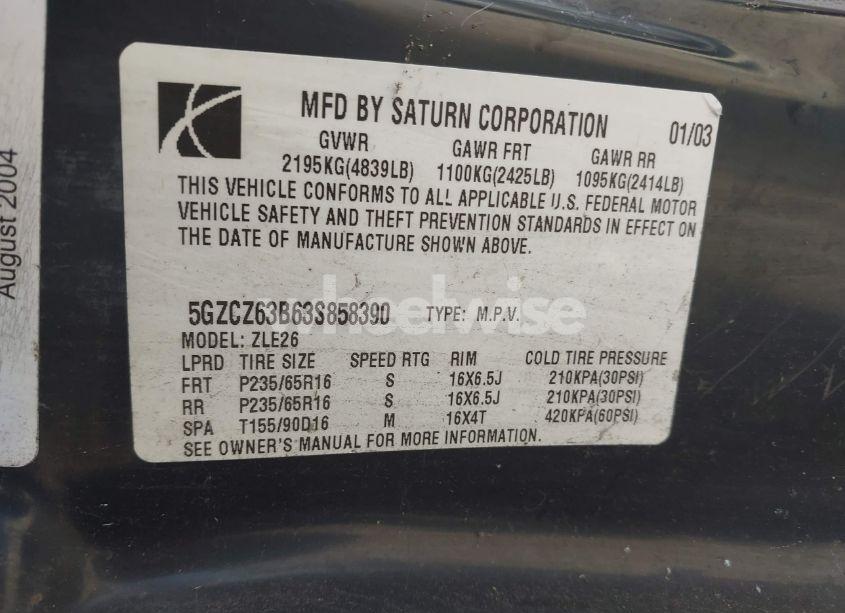 August 2004
MFD BY SATURN CORPORATION 01/03
GVWR GAWR FRT GAWR RR
2195KG(4839LB) 1100KG(2425LB) 1095KG(2414LB)
THIS VEHICLE CONFORMS TO ALL APPLICABLE U.S. FEDERAL MOTOR
VEHICLE SAFETY AND THEFT PREVENTION STANDARDS IN EFFECT ON
THE DATE OF MANUFACTURE SHOWN ABOVE.
wheelwise
5GZCZ63B63S858390 TYPE: M.P.V.
MODEL: ZLE26
LPRD TIRE SIZE SPEED RTG RIM COLD TIRE PRESSURE
FRT P235/65R16 S 16X6.5J 210KPA(30PSI)
RR P235/65R16 S 16X6.5J 210KPA(30PSI)
SPA T155/90D16 M 16X4T 420KPA(60PSI)
SEE OWNER'S MANUAL FOR MORE INFORMATION.